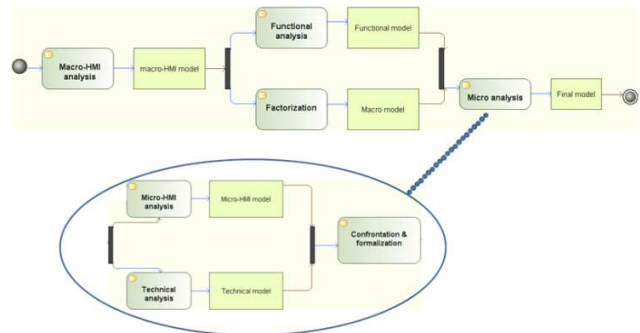 Functional
analysis
Functional model
Macro-HMI
analysis
macro-HMI model
Factorization
Macro model
Micro analysis
Final model
Micro-HMI
analysis
Micro-HMI model
Confrontation &
formalization
Technical
analysis
Technical model